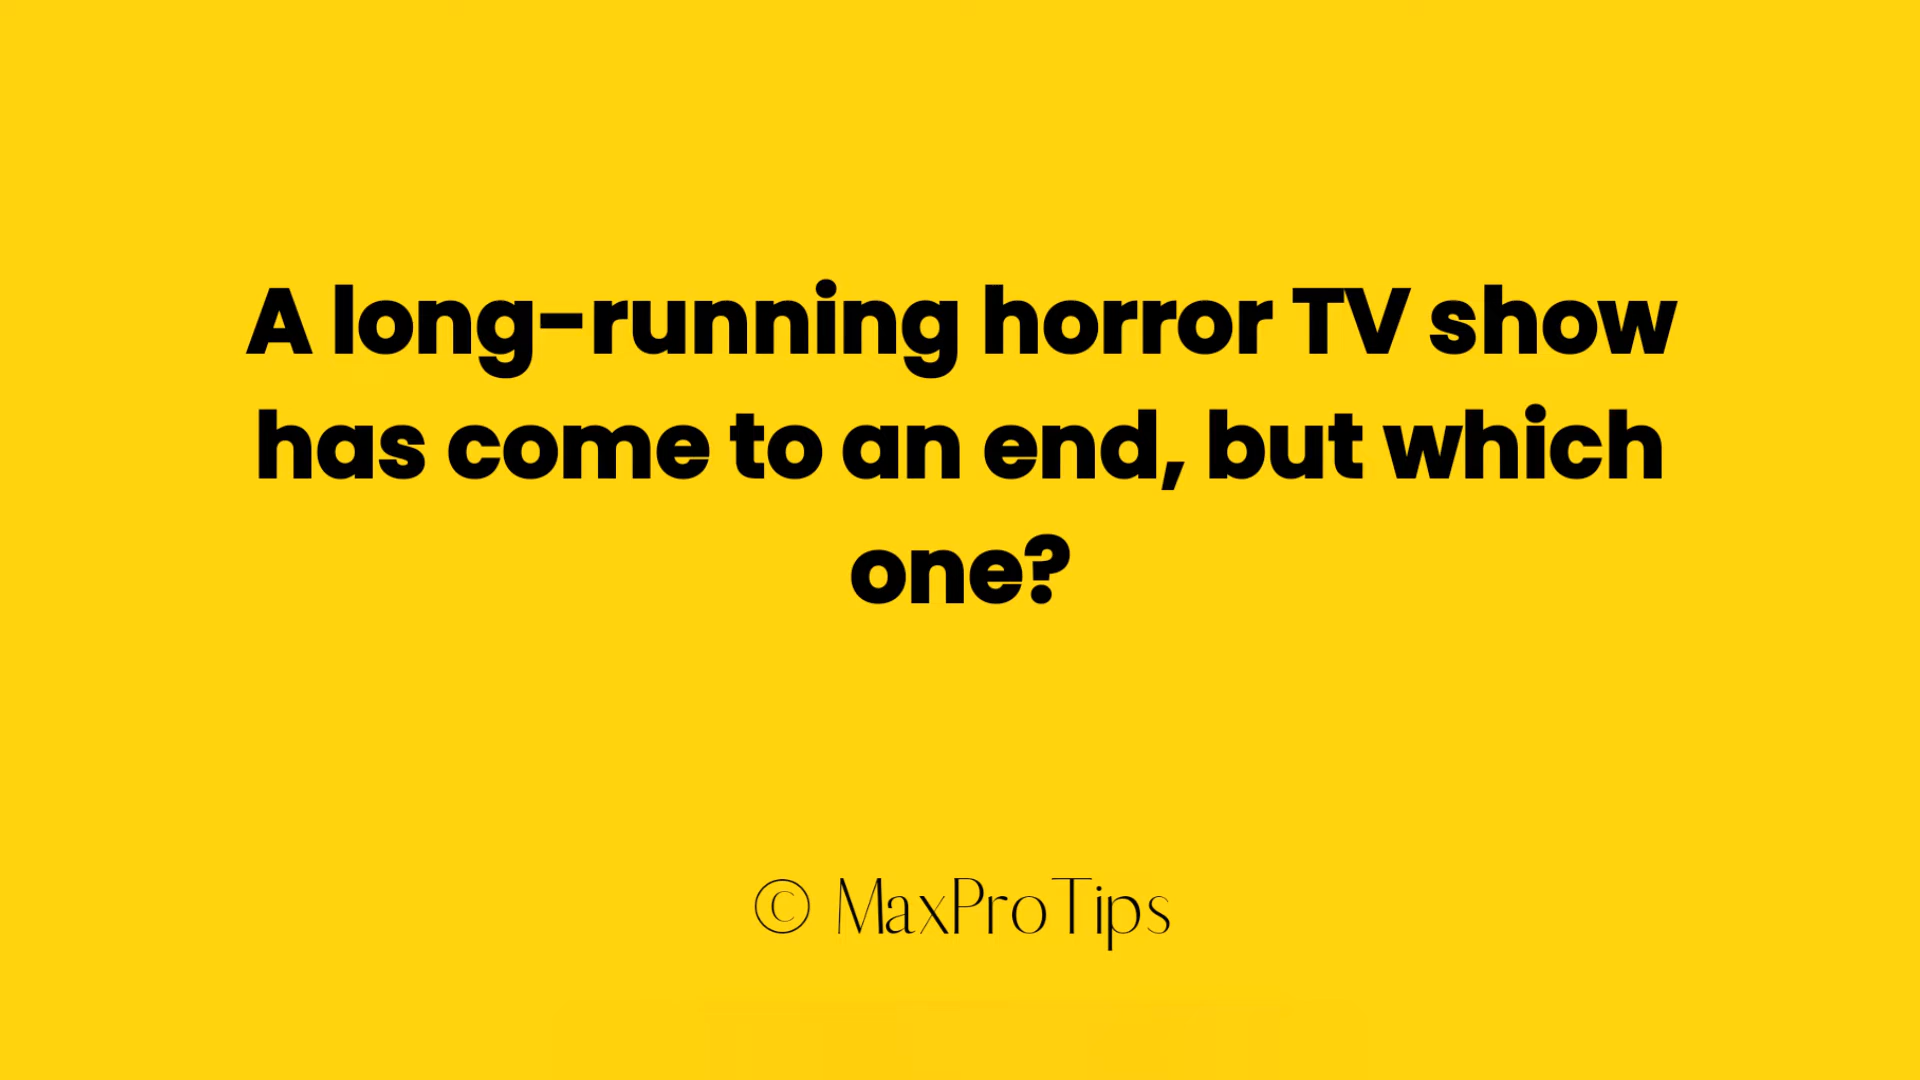 A long-running horror TV show
has come to an end, but which
one?
© MaxProTips